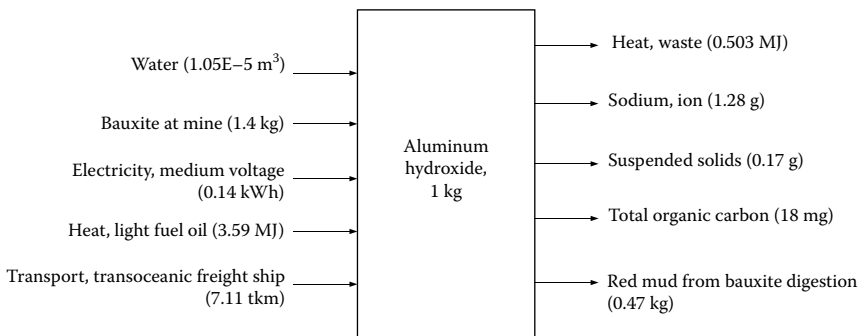 Water (1.05E–5 m³)
Bauxite at mine (1.4 kg)
Electricity, medium voltage
(0.14 kWh)
Heat, light fuel oil (3.59 MJ)
Transport, transoceanic freight ship
(7.11 tkm)
Aluminum
hydroxide,
1 kg
Heat, waste (0.503 MJ)
Sodium, ion (1.28 g)
Suspended solids (0.17 g)
Total organic carbon (18 mg)
Red mud from bauxite digestion
(0.47 kg)